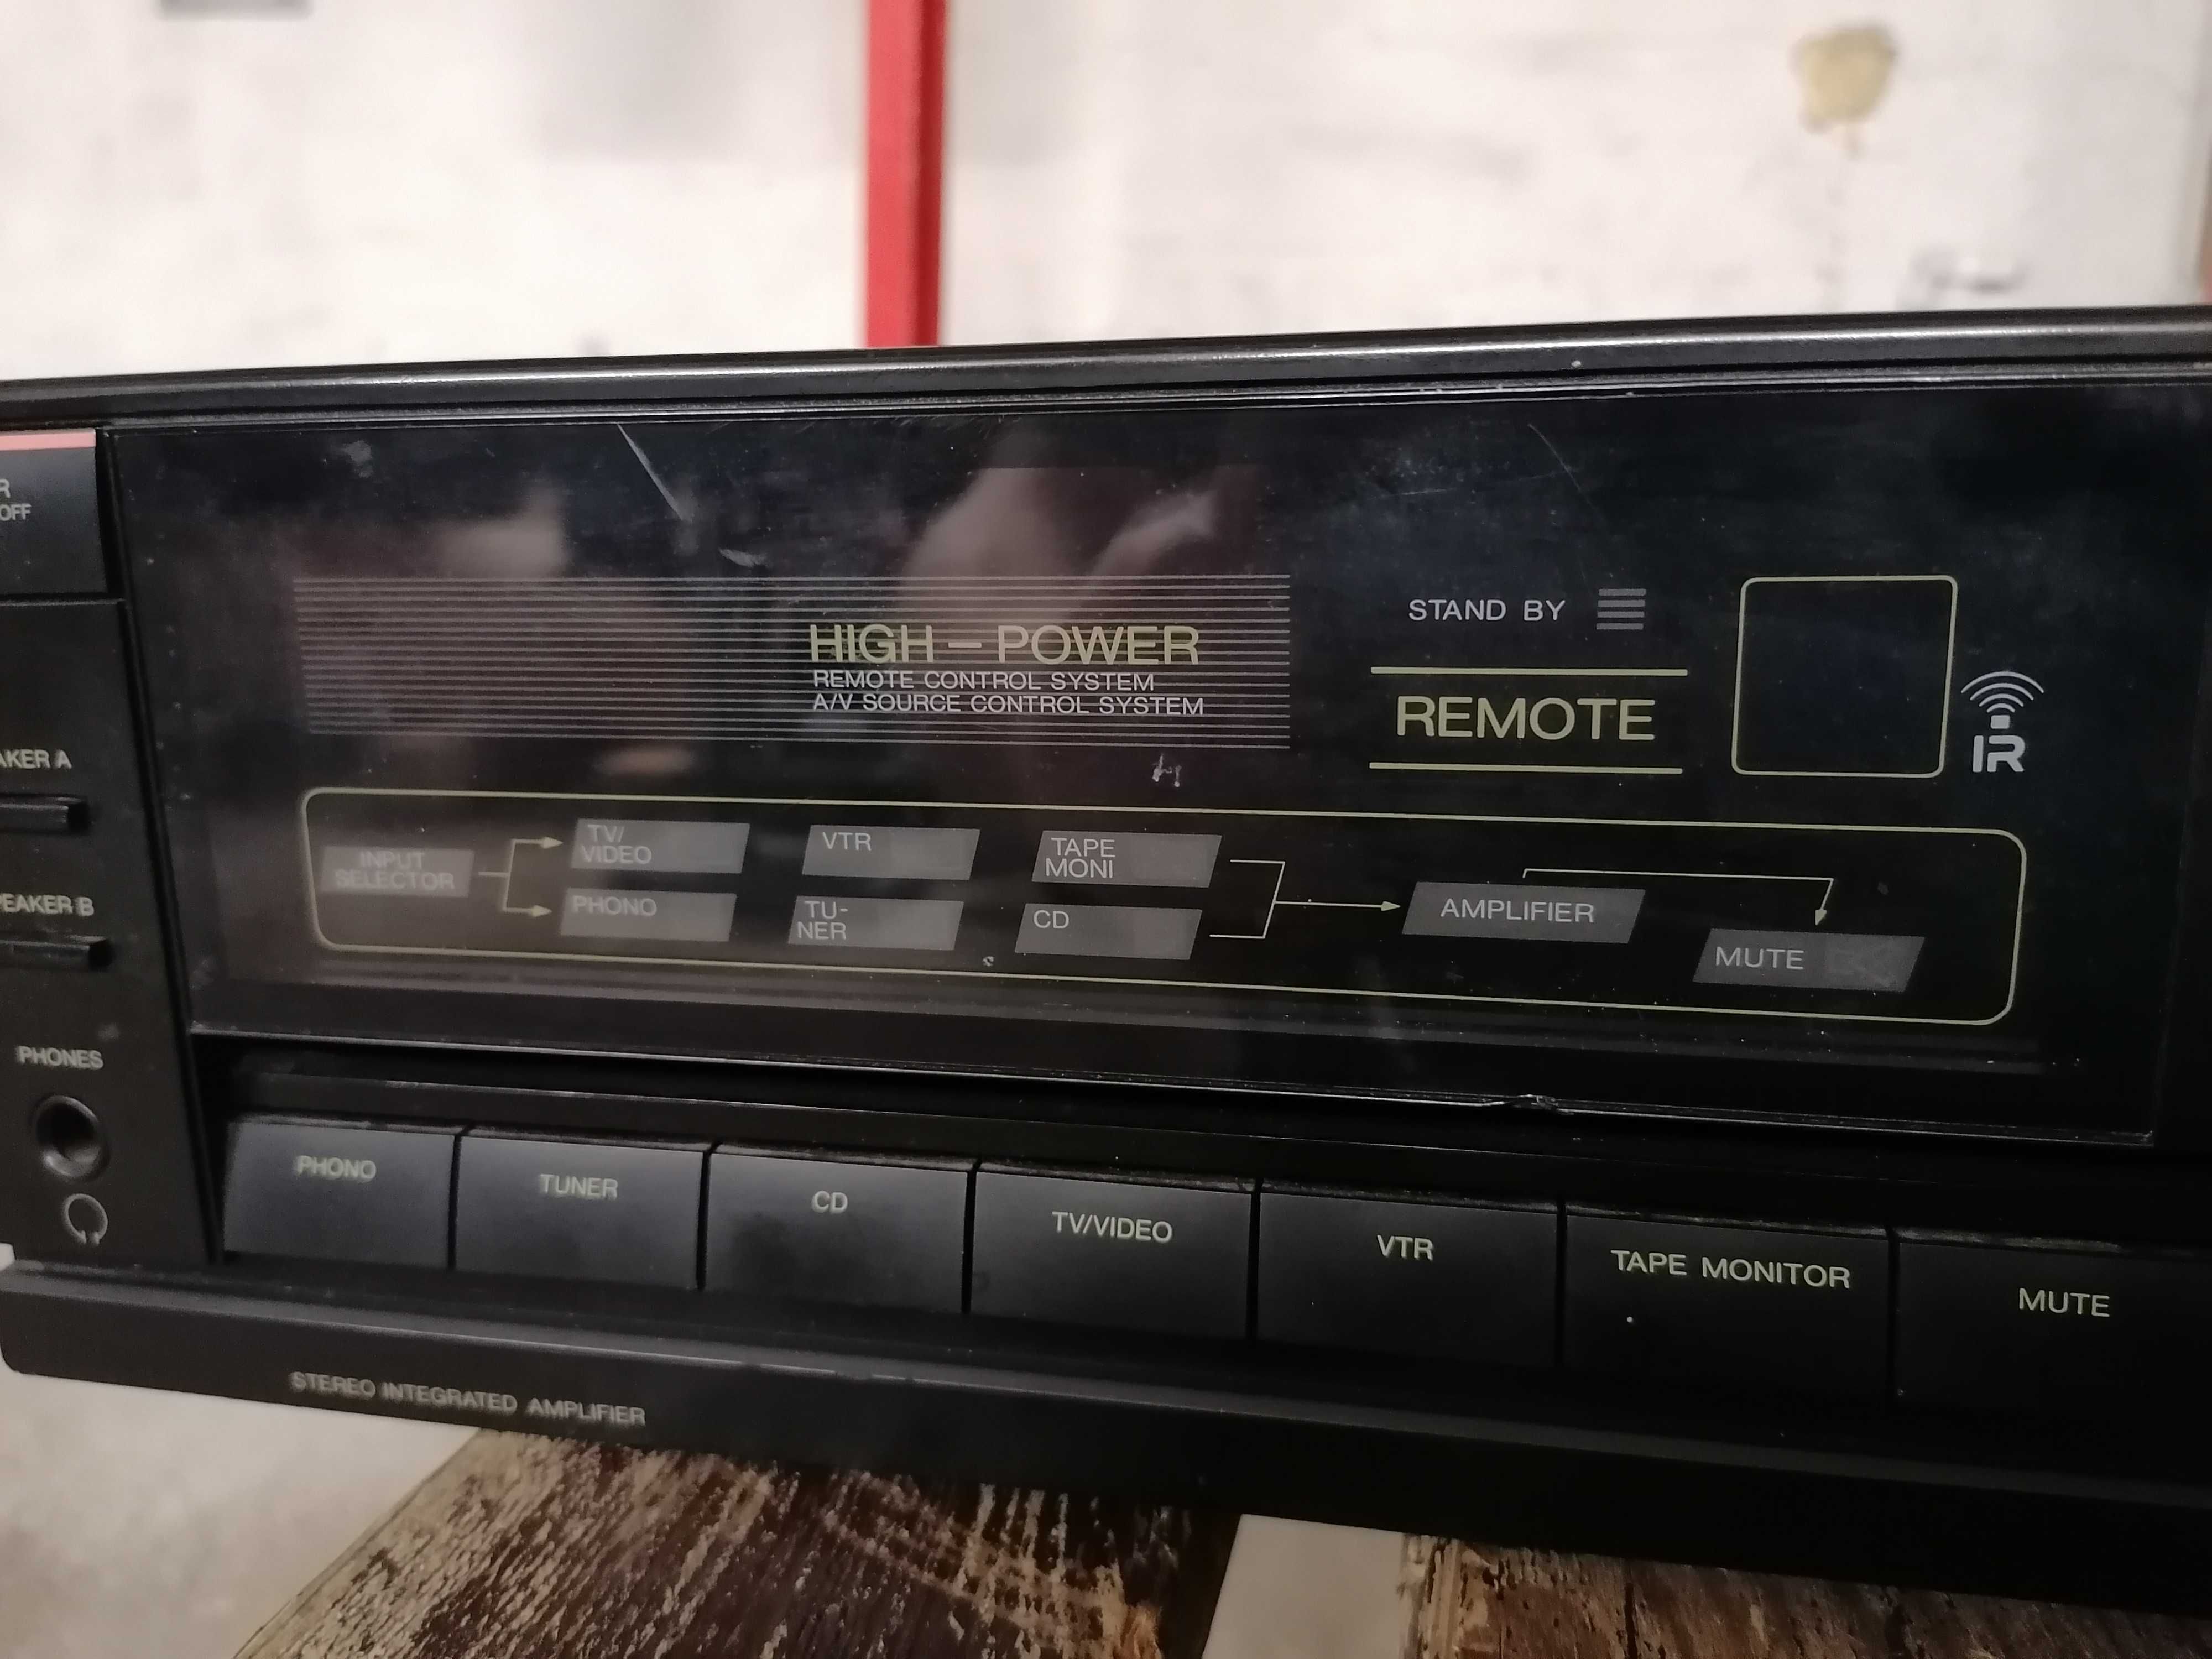 OFF
HIGH – POWER
REMOTE CONTROL SYSTEM
A/V SOURCE CONTROL SYSTEM
STAND BY
REMOTE
IR
INPUT
SELECTOR
TV/
VIDEO
VTR
TAPE
MONI
PHONO
TU-
NER
CD
AMPLIFIER
MUTE
PHONES
PHONO
TUNER
CD
TV/VIDEO
VTR
TAPE MONITOR
MUTE
STEREO INTEGRATED AMPLIFIER